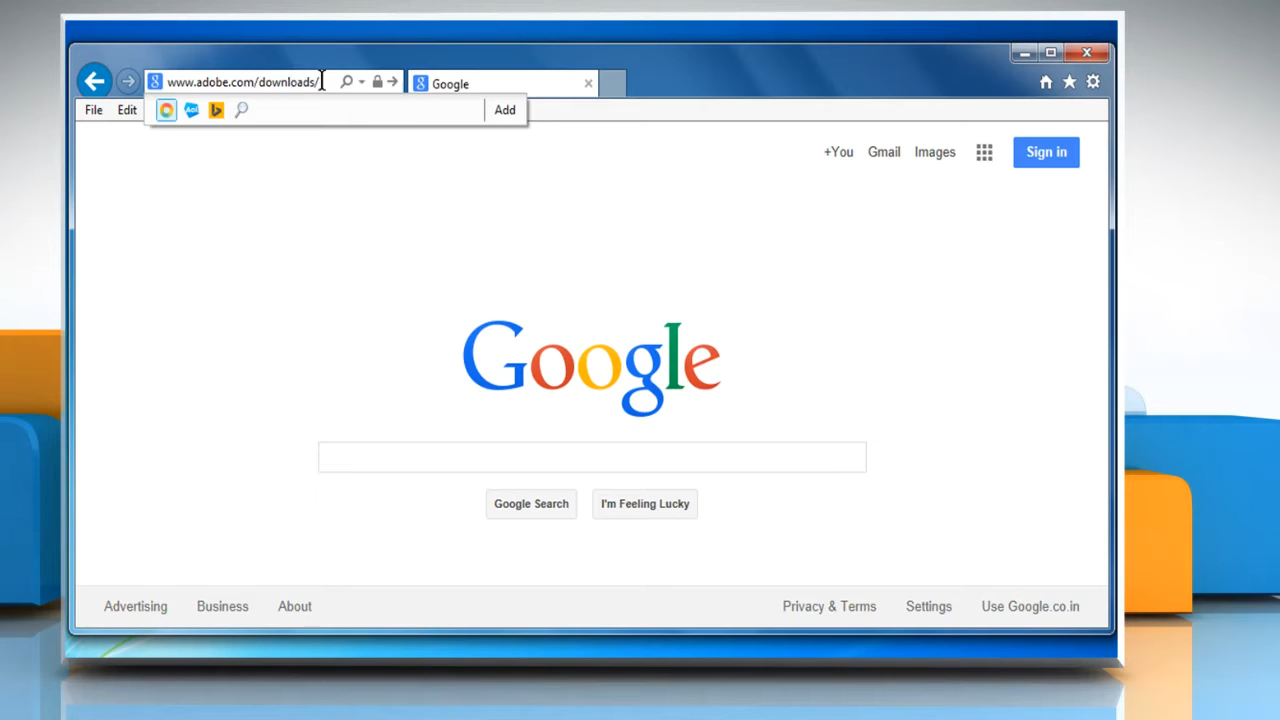 www.adobe.com/downloads/
Google
File Edit
Add
+You Gmail Images Sign in
Google
Google Search I'm Feeling Lucky
Advertising Business About Privacy & Terms Settings Use Google.co.in